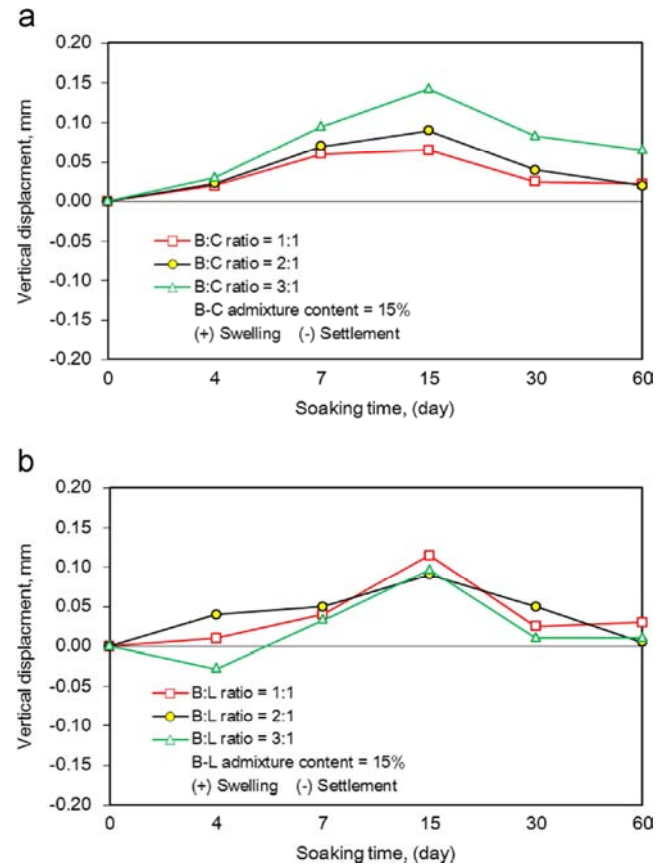 a
0.20
0.15
0.10
0.05
0.00
-0.05
-0.10
-0.15
-0.20
Vertical displacment, mm
B:C ratio = 1:1
B:C ratio = 2:1
B:C ratio = 3:1
B-C admixture content = 15%
(+) Swelling (-) Settlement
0 4 7 15 30 60
Soaking time, (day)
b
0.20
0.15
0.10
0.05
0.00
-0.05
-0.10
-0.15
-0.20
Vertical displacment, mm
B:L ratio = 1:1
B:L ratio = 2:1
B:L ratio = 3:1
B-L admixture content = 15%
(+) Swelling (-) Settlement
0 4 7 15 30 60
Soaking time, (day)